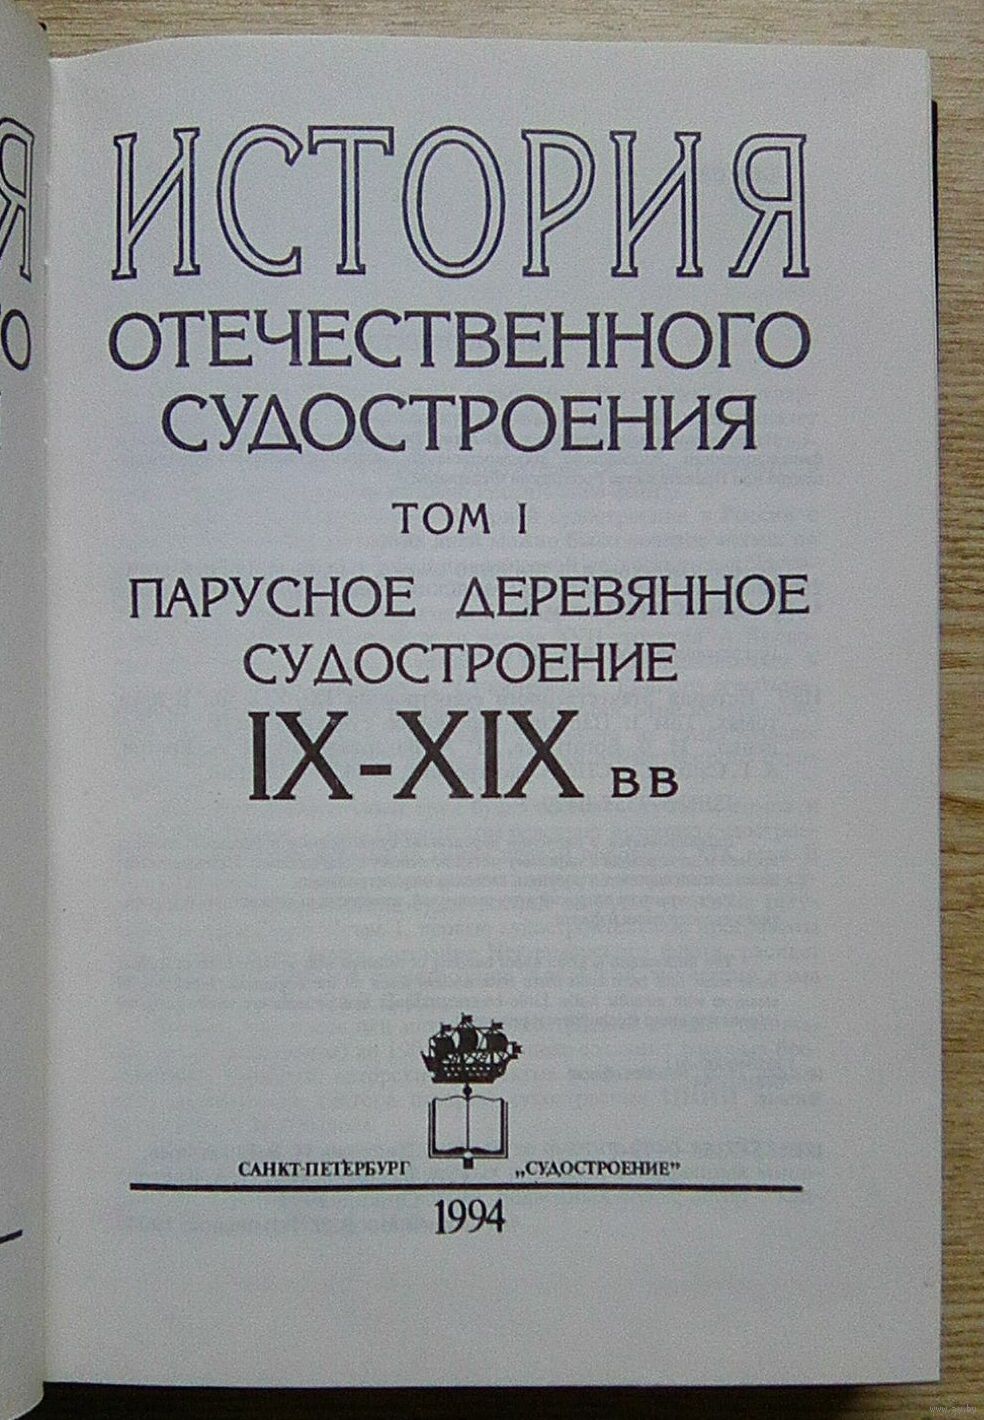 ИСТОРИЯ
ОТЕЧЕСТВЕННОГО
СУДОСТРОЕНИЯ
ТОМ I
ПАРУСНОЕ ДЕРЕВЯННОЕ
СУДОСТРОЕНИЕ
IX-XIX вв
САНКТ-ПЕТЕРБУРГ „СУДОСТРОЕНИЕ”
1994